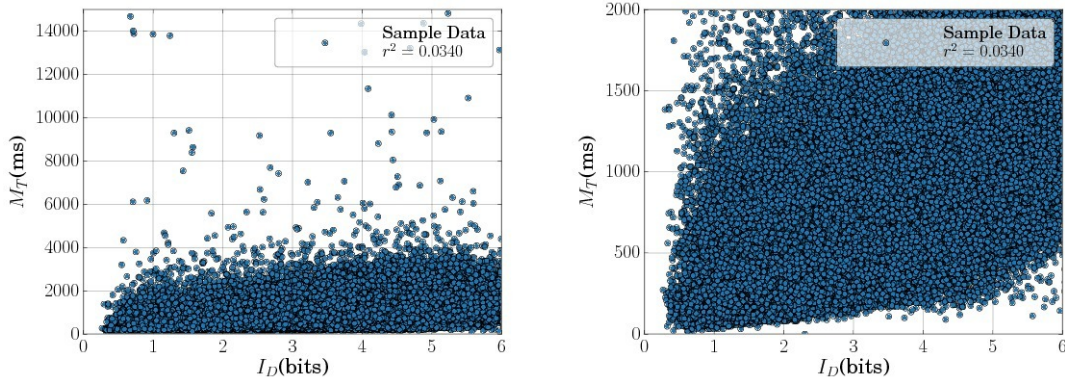 14000
12000
10000
8000
6000
4000
2000
0
M_T(ms)
0 1 2 3 4 5 6
I_D(bits)
Sample Data
r² = 0.0340
2000
1500
1000
500
0
M_T(ms)
0 1 2 3 4 5 6
I_D(bits)
Sample Data
r² = 0.0340